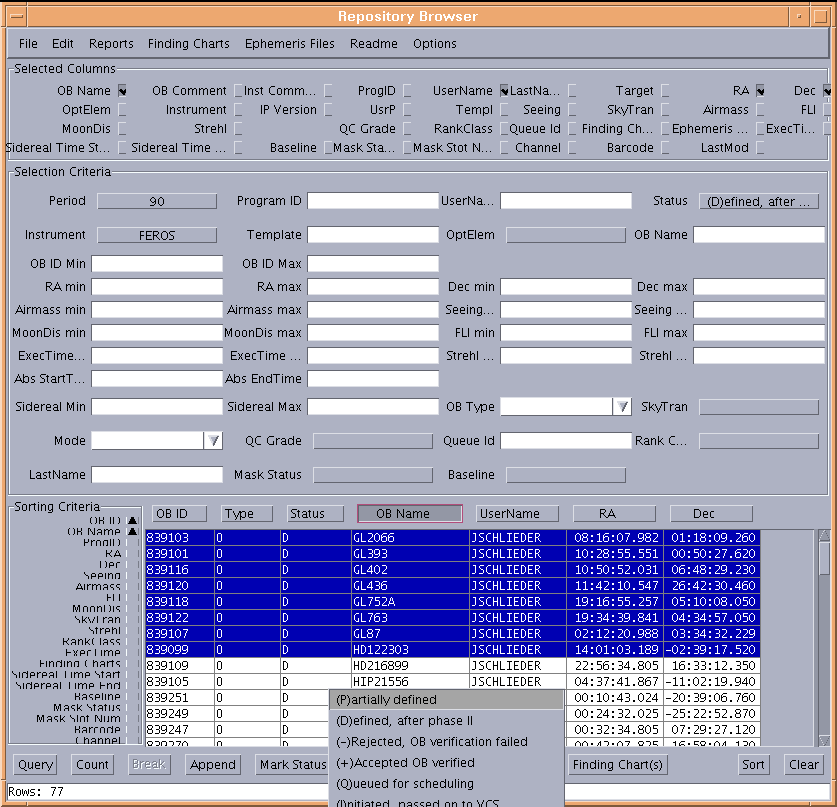 Repository Browser
File Edit Reports Finding Charts Ephemeris Files Readme Options
Selected Columns
OB Name OB Comment Inst Comm... ProgID UserName LastNa... Target RA Dec
OptElem Instrument IP Version UsrP Templ Seeing SkyTran Airmass FLI
MoonDis Strehl QC Grade RankClass Queue Id Finding Ch... Ephemeris ... ExecTi...
Sidereal Time St... Sidereal Time ... Baseline Mask Sta... Mask Slot N... Channel Barcode LastMod
Selection Criteria
Period 90 Program ID UserNa... Status (D)efined, after ...
Instrument FEROS Template OptElem OB Name
OB ID Min OB ID Max
RA min RA max Dec min Dec max
Airmass min Airmass max Seeing... Seeing ...
MoonDis min MoonDis max FLI min FLI max
ExecTime... ExecTime ... Strehl ... Strehl ...
Abs StartT... Abs EndTime
Sidereal Min Sidereal Max OB Type SkyTran
Mode QC Grade Queue Id Rank C...
LastName Mask Status Baseline
Sorting Criteria
OB ID
OB Name
ProgID
RA
Dec
Seeing
Airmass
FLI
MoonDis
SkyTran
Strehl
RankClass
ExecTime
Finding Charts
Sidereal Time Start
Sidereal Time End
Baseline
Mask Status
Mask Slot Num
Barcode
Channel
OB ID Type Status OB Name UserName RA Dec
839103 O D GL2066 JSCHLIEDER 08:16:07.982 01:18:09.260
839101 O D GL393 JSCHLIEDER 10:28:55.551 00:50:27.620
839116 O D GL402 JSCHLIEDER 10:50:52.031 06:48:29.230
839120 O D GL436 JSCHLIEDER 11:42:10.547 26:42:30.460
839118 O D GL752A JSCHLIEDER 19:16:55.257 05:10:08.050
839122 O D GL763 JSCHLIEDER 19:34:39.841 04:34:57.050
839107 O D GL87 JSCHLIEDER 02:12:20.988 03:34:32.229
839099 O D HD122303 JSCHLIEDER 14:01:03.189 -02:39:17.520
839109 O D HD216899 JSCHLIEDER 22:56:34.805 16:33:12.350
839105 O D HIP21556 JSCHLIEDER 04:37:41.867 -11:02:19.940
839251 O D 00:10:43.024 -20:39:06.760
839249 O D 00:24:32.025 -25:22:52.870
839247 O D 00:32:34.805 07:29:27.120
839270 O D 00:42:07.825 16:58:04.130
(P)artially defined
(D)efined, after phase II
(-)Rejected, OB verification failed
(+)Accepted OB verified
(Q)ueued for scheduling
(I)nitiated, passed on to VCS
Query Count Break Append Mark Status Finding Chart(s) Sort Clear
Rows: 77